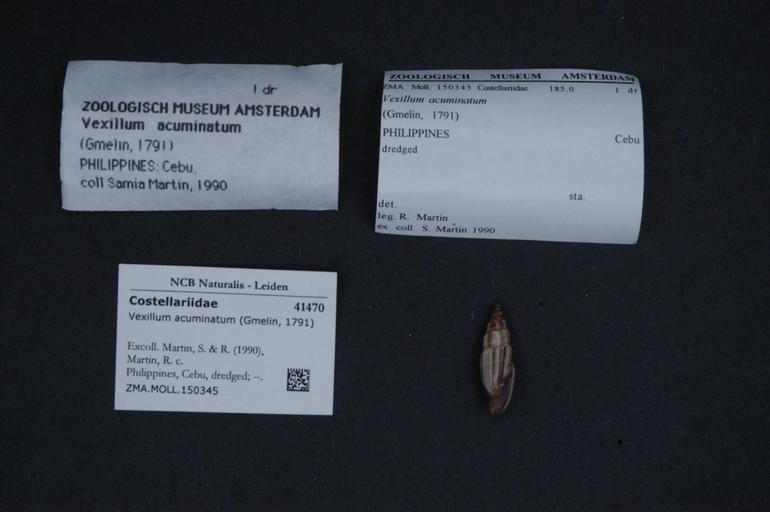 1 dr
ZOOLOGISCH MUSEUM AMSTERDAM
Vexillum acuminatum
(Gmelin, 1791)
PHILIPPINES: Cebu,
coll Samia Martin, 1990
ZOOLOGISCH MUSEUM AMSTERDAM
ZMA Moll. 150345 Costellariidae 185.0 1 dr
Vexillum acuminatum
(Gmelin, 1791)
PHILIPPINES Cebu
dredged
sta.
det.
leg. R. Martin
ex coll. S. Martin 1990
NCB Naturalis - Leiden
Costellariidae 41470
Vexillum acuminatum (Gmelin, 1791)
Excoll. Martin, S. & R. (1990),
Martin, R. c.
Philippines, Cebu, dredged; --.
ZMA.MOLL.150345